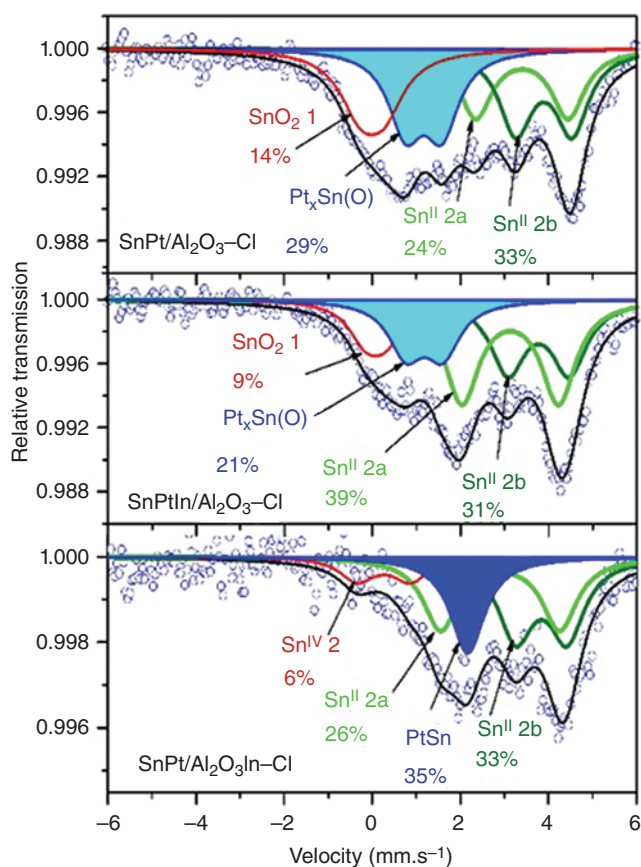 Relative transmission
1.000
0.996
0.992
0.988
SnO₂ 1
14%
PtₓSn(O)
29%
Snᴵᴵ 2a
24%
Snᴵᴵ 2b
33%
SnPt/Al₂O₃–Cl
1.000
0.996
0.992
0.988
SnO₂ 1
9%
PtₓSn(O)
21%
Snᴵᴵ 2a
39%
Snᴵᴵ 2b
31%
SnPtIn/Al₂O₃–Cl
1.000
0.998
0.996
Snᴵⱽ 2
6%
Snᴵᴵ 2a
26%
PtSn
35%
Snᴵᴵ 2b
33%
SnPt/Al₂O₃In–Cl
−6 −4 −2 0 2 4 6
Velocity (mm.s⁻¹)